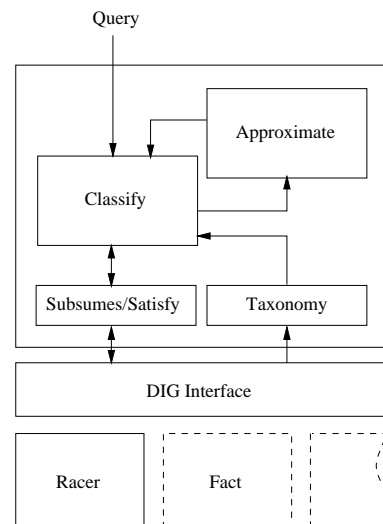 Query
Approximate
Classify
Subsumes/Satisfy
Taxonomy
DIG Interface
Racer
Fact